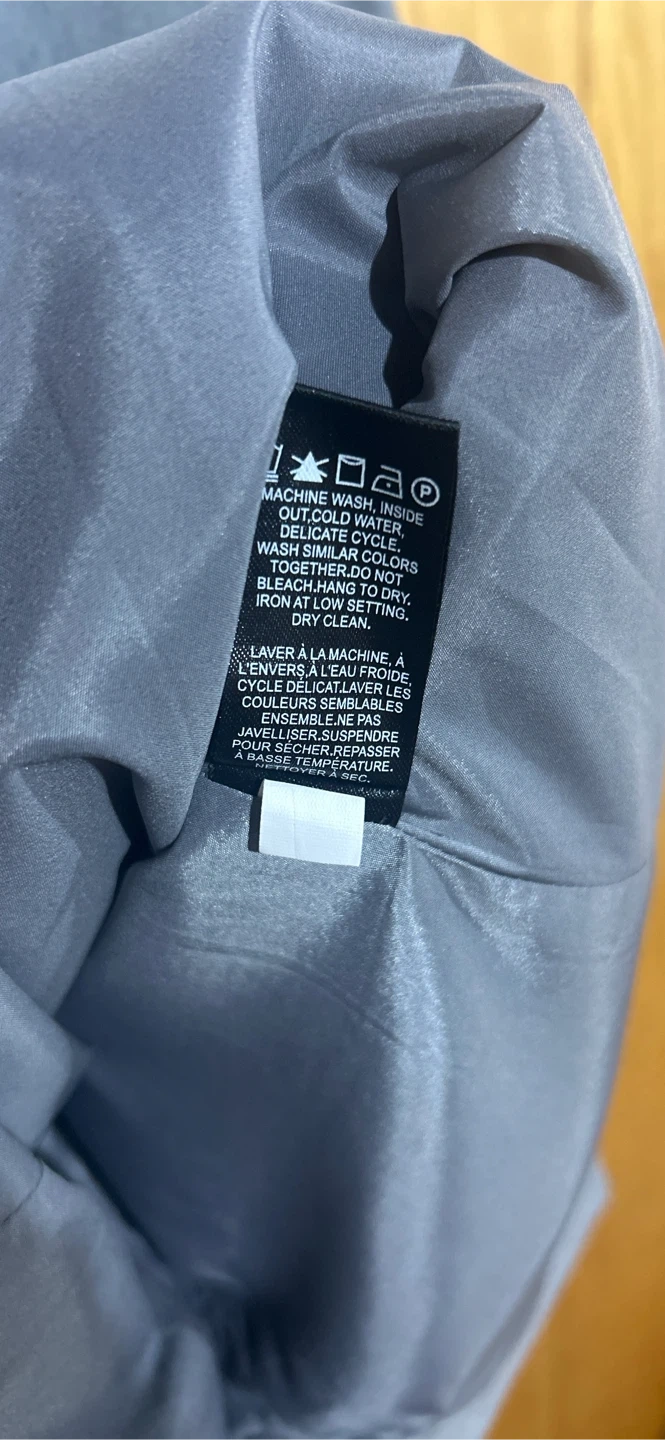 P
MACHINE WASH, INSIDE
OUT,COLD WATER,
DELICATE CYCLE.
WASH SIMILAR COLORS
TOGETHER.DO NOT
BLEACH.HANG TO DRY.
IRON AT LOW SETTING.
DRY CLEAN.
LAVER À LA MACHINE, À
L'ENVERS,À L'EAU FROIDE,
CYCLE DÉLICAT.LAVER LES
COULEURS SEMBLABLES
ENSEMBLE.NE PAS
JAVELLISER.SUSPENDRE
POUR SÉCHER.REPASSER
À BASSE TEMPÉRATURE.
NETTOYER À SEC.